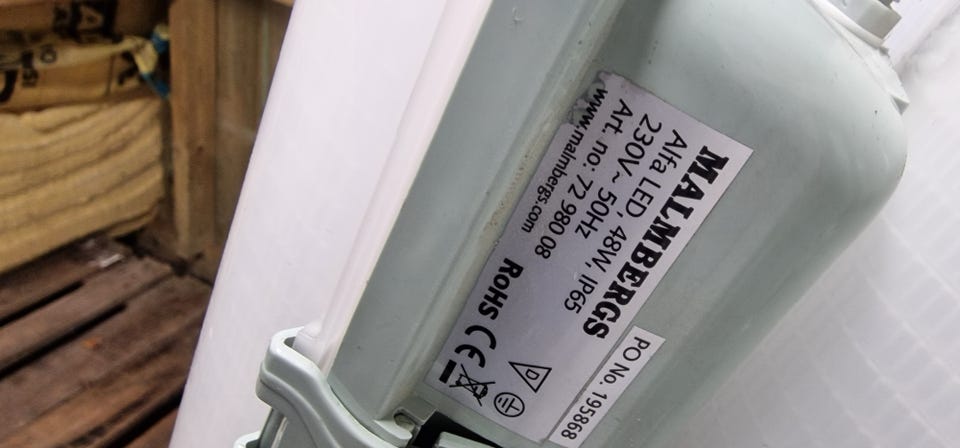 MALMBERGS
Alfa LED, 48W, IP65
230V ~ 50Hz
Art. no: 72 980 08
www.malmbergs.com
RoHS CE
D
PO No. 195868